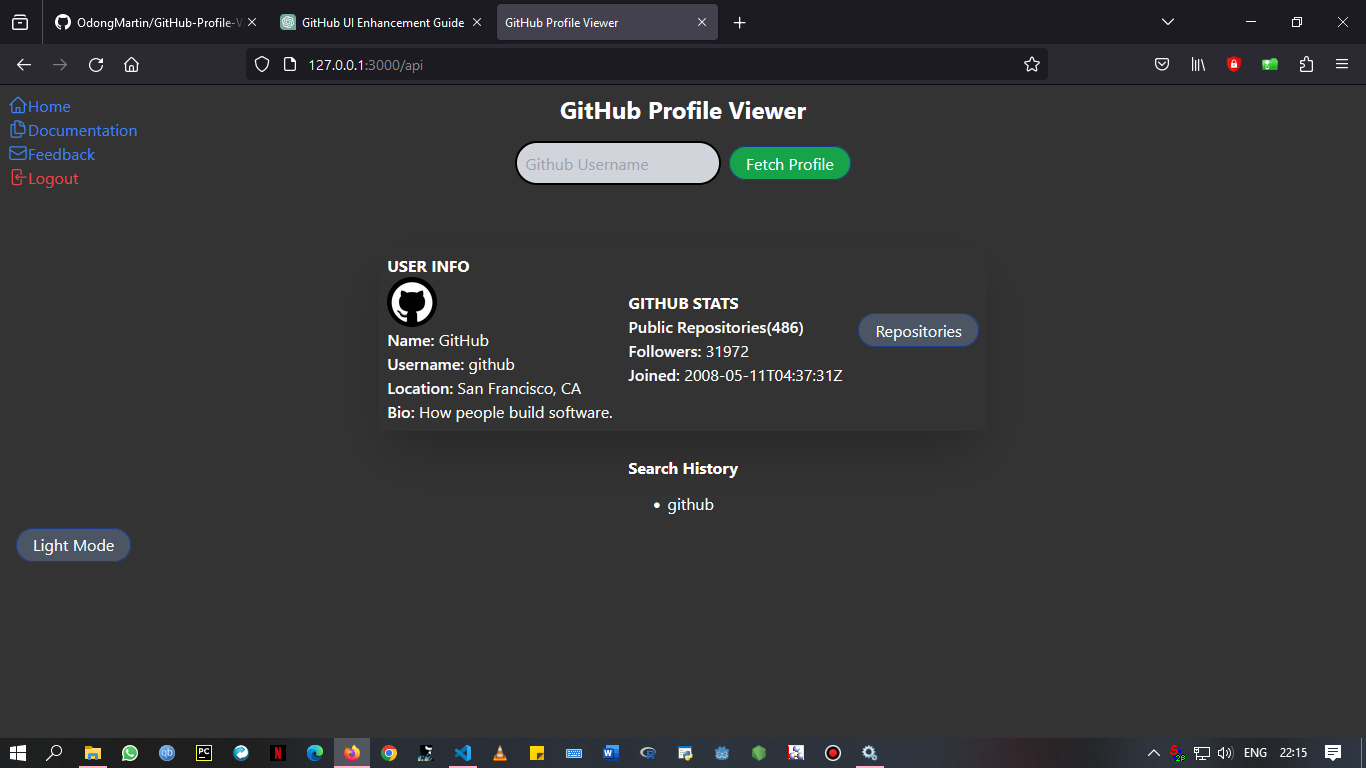 OdongMartin/GitHub-Profile-V
GitHub UI Enhancement Guide
GitHub Profile Viewer
127.0.0.1:3000/api
Home
Documentation
Feedback
Logout
GitHub Profile Viewer
Github Username
Fetch Profile
USER INFO
Name: GitHub
Username: github
Location: San Francisco, CA
Bio: How people build software.
GITHUB STATS
Public Repositories(486)
Followers: 31972
Joined: 2008-05-11T04:37:31Z
Repositories
Search History
• github
Light Mode
ENG
22:15